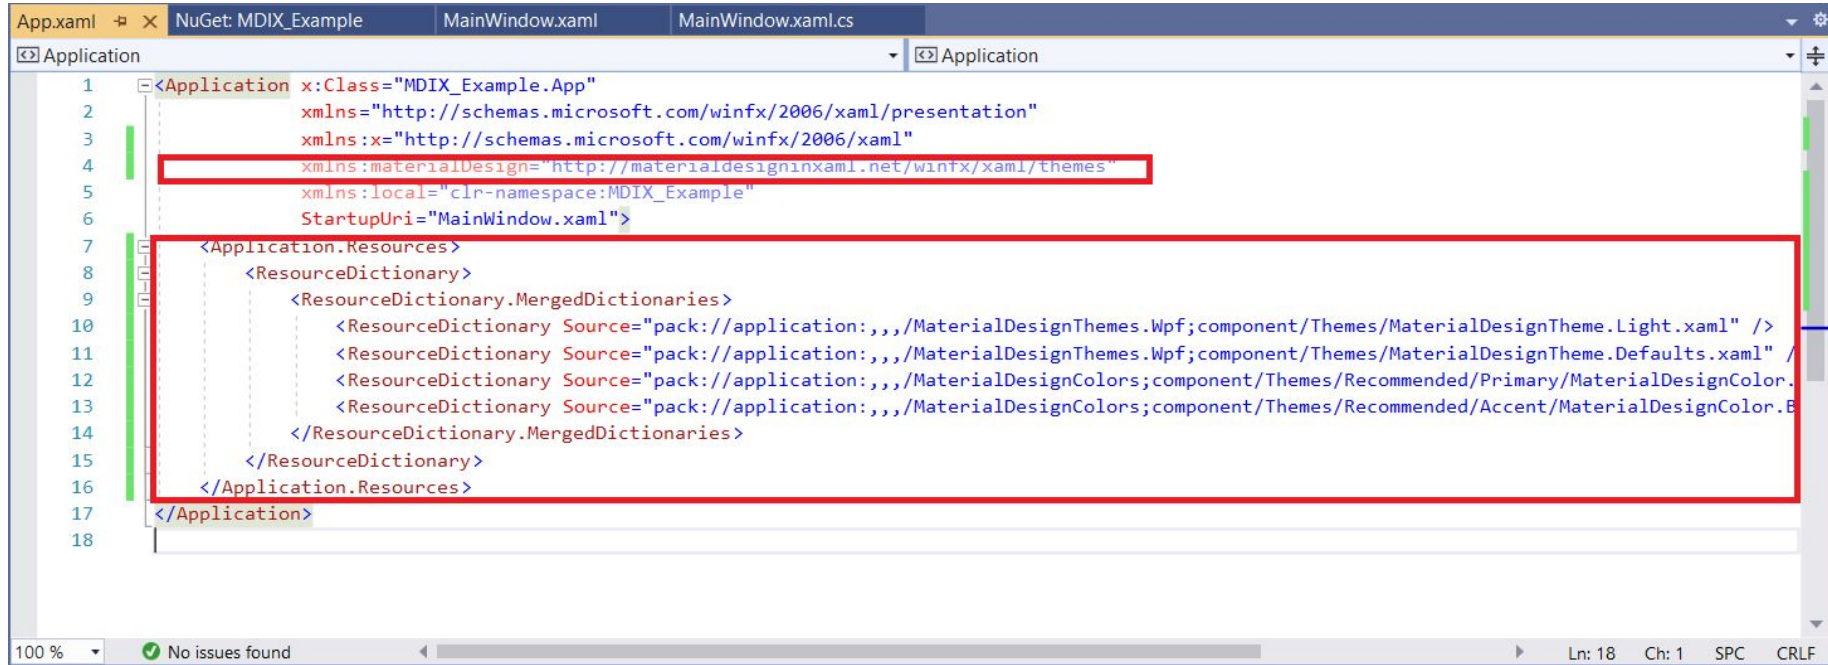 App.xaml NuGet: MDIX_Example MainWindow.xaml MainWindow.xaml.cs
Application Application
1 <Application x:Class="MDIX_Example.App"
2 xmlns="http://schemas.microsoft.com/winfx/2006/xaml/presentation"
3 xmlns:x="http://schemas.microsoft.com/winfx/2006/xaml"
4 xmlns:materialDesign="http://materialdesigninxaml.net/winfx/xaml/themes"
5 xmlns:local="clr-namespace:MDIX_Example"
6 StartupUri="MainWindow.xaml">
7 <Application.Resources>
8 <ResourceDictionary>
9 <ResourceDictionary.MergedDictionaries>
10 <ResourceDictionary Source="pack://application:,,,/MaterialDesignThemes.Wpf;component/Themes/MaterialDesignTheme.Light.xaml" />
11 <ResourceDictionary Source="pack://application:,,,/MaterialDesignThemes.Wpf;component/Themes/MaterialDesignTheme.Defaults.xaml" /
12 <ResourceDictionary Source="pack://application:,,,/MaterialDesignColors;component/Themes/Recommended/Primary/MaterialDesignColor.
13 <ResourceDictionary Source="pack://application:,,,/MaterialDesignColors;component/Themes/Recommended/Accent/MaterialDesignColor.B
14 </ResourceDictionary.MergedDictionaries>
15 </ResourceDictionary>
16 </Application.Resources>
17 </Application>
18
100 % No issues found Ln: 18 Ch: 1 SPC CRLF